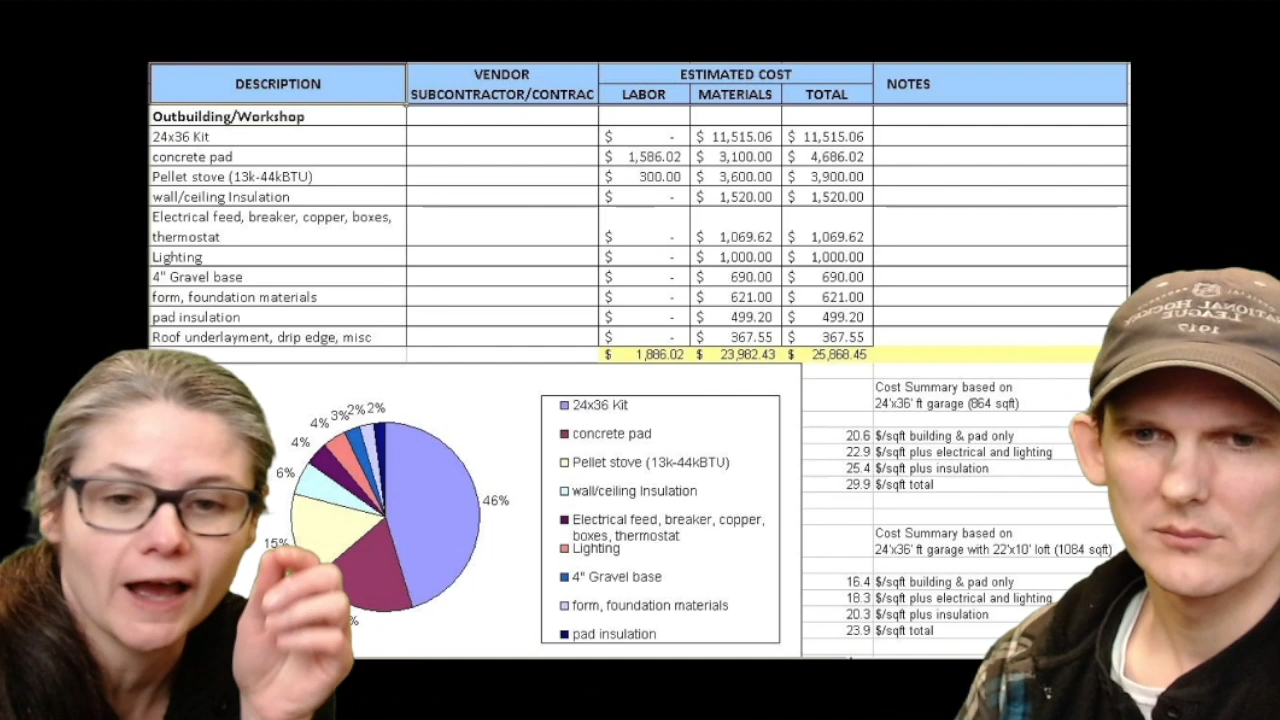 DESCRIPTION VENDOR SUBCONTRACTOR/CONTRAC ESTIMATED COST NOTES
LABOR MATERIALS TOTAL
Outbuilding/Workshop
24x36 Kit $ - $ 11,515.06 $ 11,515.06
concrete pad $ 1,586.02 $ 3,100.00 $ 4,686.02
Pellet stove (13k-44kBTU) $ 300.00 $ 3,600.00 $ 3,900.00
wall/ceiling Insulation $ - $ 1,520.00 $ 1,520.00
Electrical feed, breaker, copper, boxes,
thermostat $ - $ 1,069.62 $ 1,069.62
Lighting $ - $ 1,000.00 $ 1,000.00
4" Gravel base $ - $ 690.00 $ 690.00
form, foundation materials $ - $ 621.00 $ 621.00
pad insulation $ - $ 499.20 $ 499.20
Roof underlayment, drip edge, misc $ - $ 367.55 $ 367.55
$ 1,886.02 $ 23,982.43 $ 25,868.45
46%
15%
6%
4%
4%
3%
2%
2%
%
24x36 Kit
concrete pad
Pellet stove (13k-44kBTU)
wall/ceiling Insulation
Electrical feed, breaker, copper,
boxes, thermostat
Lighting
4" Gravel base
form, foundation materials
pad insulation
Cost Summary based on
24'x36' ft garage (864 sqft)
20.6 $/sqft building & pad only
22.9 $/sqft plus electrical and lighting
25.4 $/sqft plus insulation
29.9 $/sqft total
Cost Summary based on
24'x36' ft garage with 22'x10' loft (1084 sqft)
16.4 $/sqft building & pad only
18.3 $/sqft plus electrical and lighting
20.3 $/sqft plus insulation
23.9 $/sqft total
NATIONAL HOCKEY
LEAGUE
1917